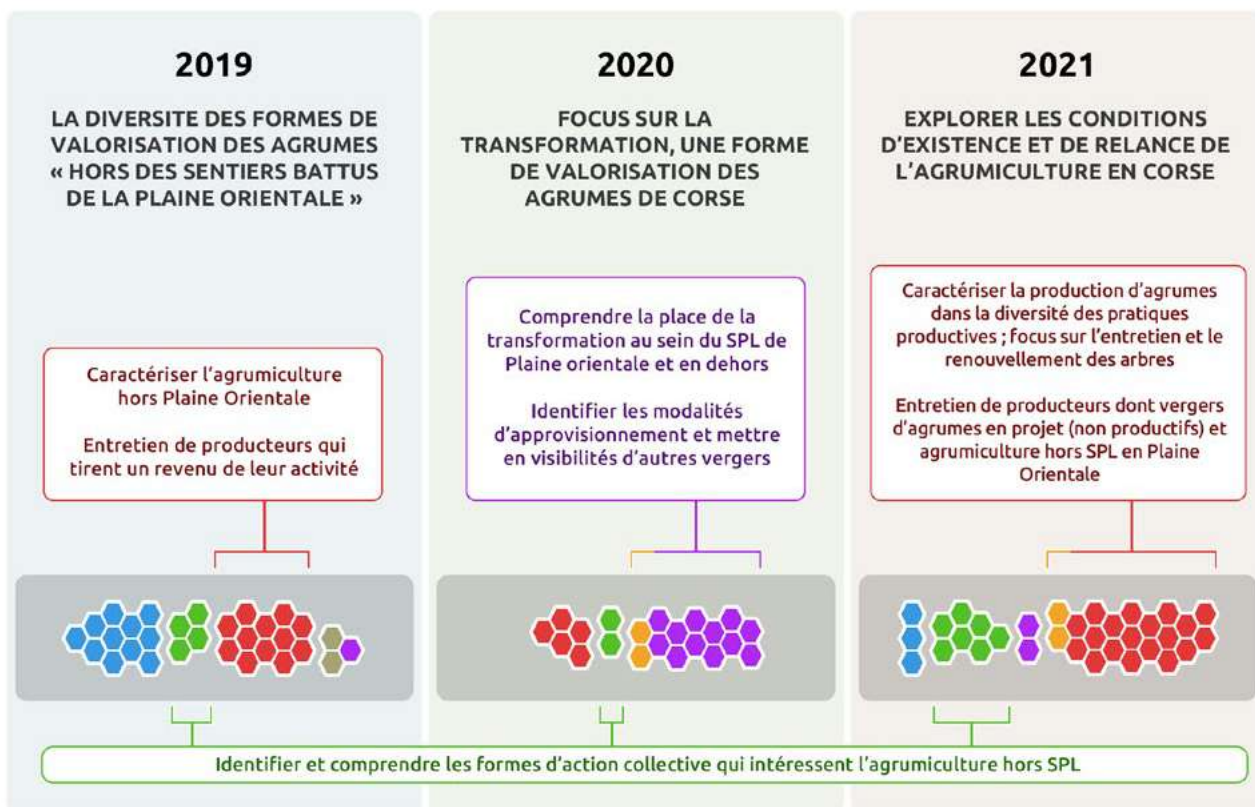 2019
LA DIVERSITE DES FORMES DE
VALORISATION DES AGRUMES
« HORS DES SENTIERS BATTUS
DE LA PLAINE ORIENTALE »
Caractériser l'agrumiculture
hors Plaine Orientale
Entretien de producteurs qui
tirent un revenu de leur activité
2020
FOCUS SUR LA
TRANSFORMATION, UNE FORME
DE VALORISATION DES
AGRUMES DE CORSE
Comprendre la place de la
transformation au sein du SPL de
Plaine orientale et en dehors
Identifier les modalités
d'approvisionnement et mettre
en visibilités d'autres vergers
2021
EXPLORER LES CONDITIONS
D'EXISTENCE ET DE RELANCE DE
L'AGRUMICULTURE EN CORSE
Caractériser la production d'agrumes
dans la diversité des pratiques
productives ; focus sur l'entretien et le
renouvellement des arbres
Entretien de producteurs dont vergers
d'agrumes en projet (non productifs) et
agrumiculture hors SPL en Plaine
Orientale
Identifier et comprendre les formes d'action collective qui intéressent l'agrumiculture hors SPL